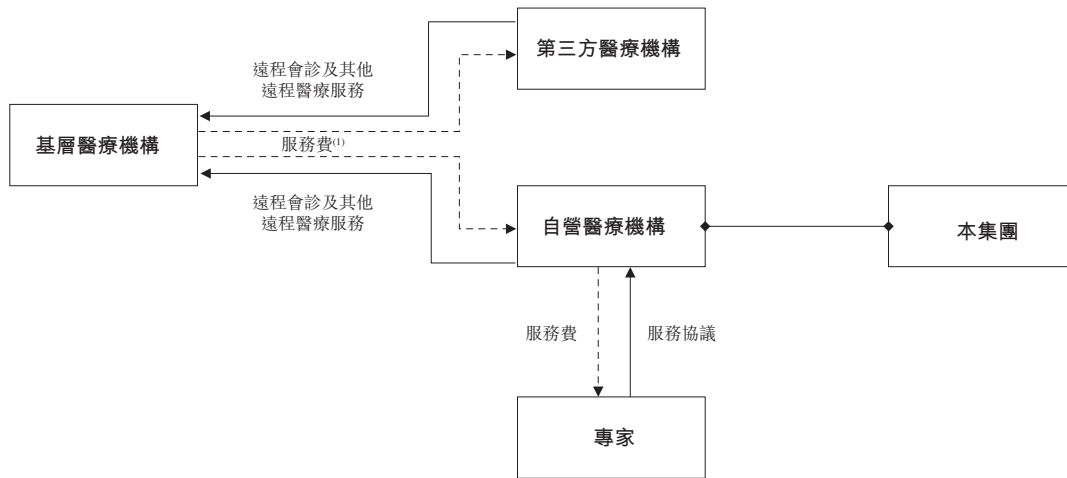 第三方醫療機構
遠程會診及其他
遠程醫療服務
基層醫療機構
服務費(1)
遠程會診及其他
遠程醫療服務
自營醫療機構
本集團
服務費
服務協議
專家